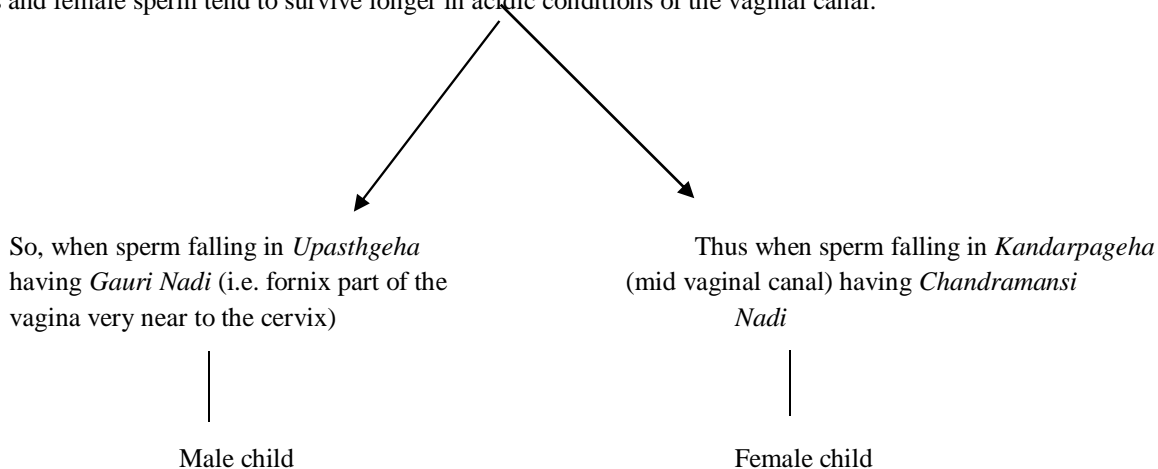 and female sperm tend to survive longer in acidic conditions of the vaginal canal.
So, when sperm falling in Upasthgeha
having Gauri Nadi (i.e. fornix part of the
vagina very near to the cervix)
Thus when sperm falling in Kandarpageha
(mid vaginal canal) having Chandramansi
Nadi
Male child
Female child